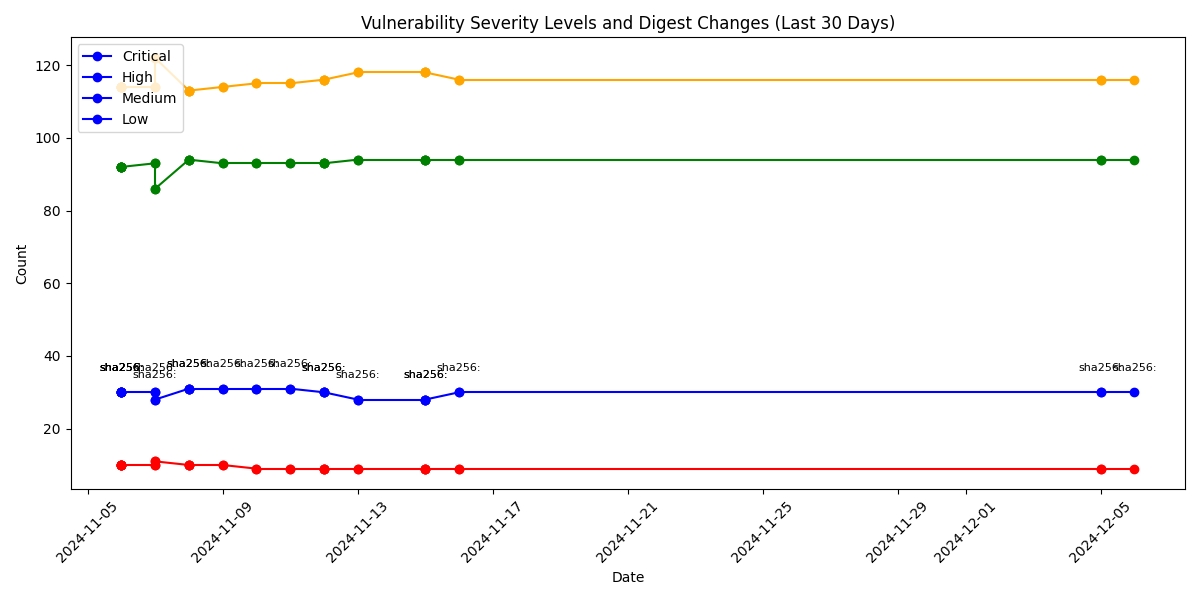 Vulnerability Severity Levels and Digest Changes (Last 30 Days)
Critical
High
Medium
Low
120
100
80
60
40
20
Count
sha256:
sha256:
sha256:
sha256:
sha256:
sha256:
sha256:
sha256:
sha256:
sha256:
sha256:
sha256:
sha256:
2024-11-05
2024-11-09
2024-11-13
2024-11-17
2024-11-21
2024-11-25
2024-11-29
2024-12-01
2024-12-05
Date